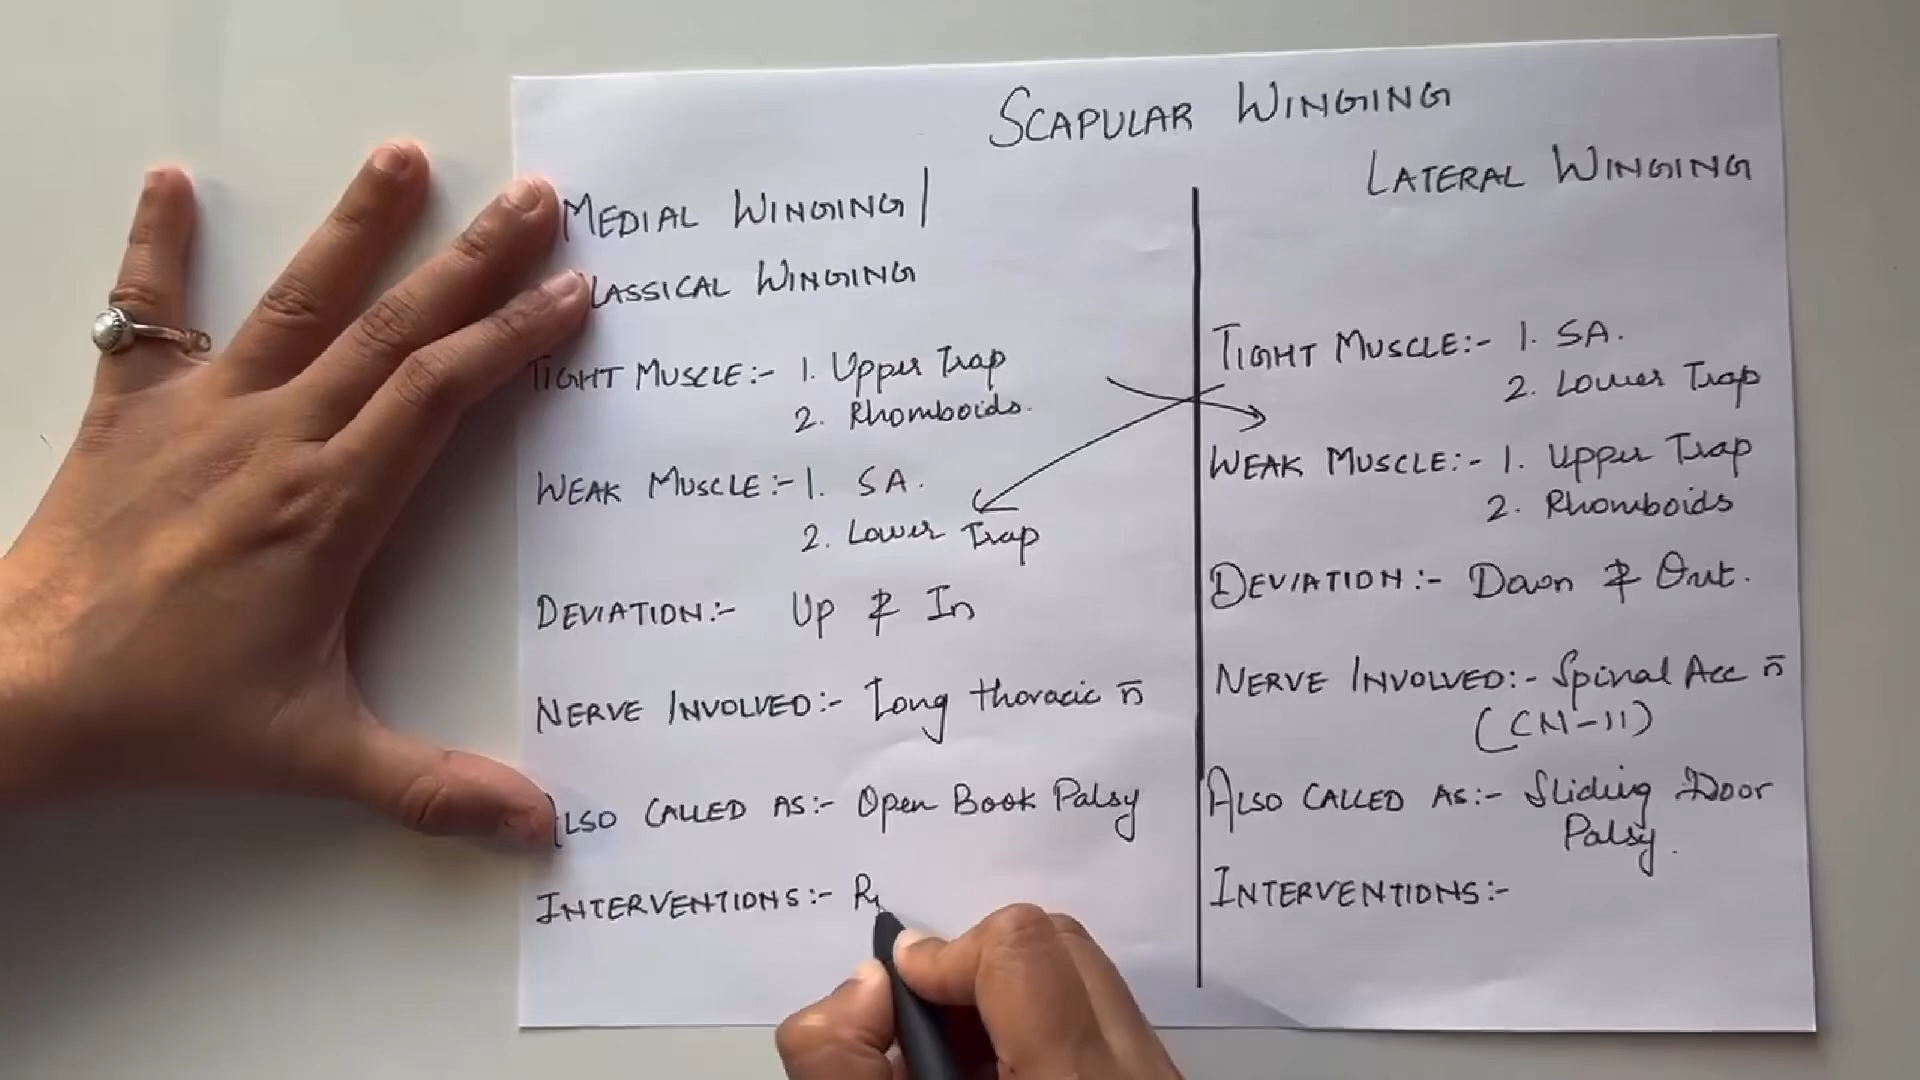 SCAPULAR WINGING
MEDIAL WINGING/
CLASSICAL WINGING
TIGHT MUSCLE:- 1. Upper Trap
2. Rhomboids.
WEAK MUSCLE:- 1. SA.
2. Lower Trap
DEVIATION:- Up & In
NERVE INVOLVED:- Long thoracic n̄
ALSO CALLED AS:- Open Book Palsy
INTERVENTIONS:- R
LATERAL WINGING
TIGHT MUSCLE:- 1. SA.
2. Lower Trap
WEAK MUSCLE:- 1. Upper Trap
2. Rhomboids
DEVIATION:- Down & Out.
NERVE INVOLVED:- Spinal Acc n̄
(CN-11)
ALSO CALLED AS:- Sliding Door
Palsy.
INTERVENTIONS:-